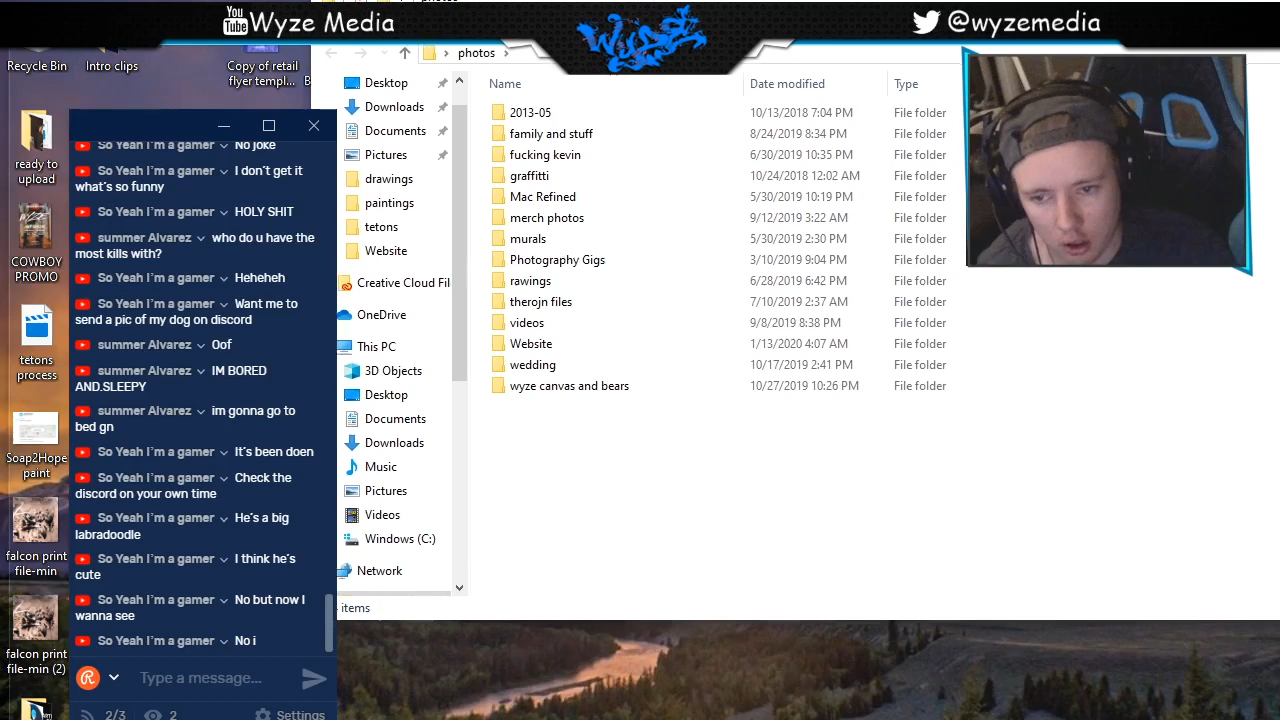 You
Tube
Wyze Media
Wyze
@wyzemedia
Recycle Bin
Intro clips
Copy of retail
flyer templ...
ready to
upload
COWBOY
PROMO
tetons
process
Soap2Hope
paint
falcon print
file-min
falcon print
file-min (2)
So Yeah I'm a gamer No joke
So Yeah I'm a gamer I don't get it
what's so funny
So Yeah I'm a gamer HOLY SHIT
summer Alvarez who do u have the
most kills with?
So Yeah I'm a gamer Heheheh
So Yeah I'm a gamer Want me to
send a pic of my dog on discord
summer Alvarez Oof
summer Alvarez IM BORED
AND.SLEEPY
summer Alvarez im gonna go to
bed gn
So Yeah I'm a gamer It's been doen
So Yeah I'm a gamer Check the
discord on your own time
So Yeah I'm a gamer He's a big
labradoodle
So Yeah I'm a gamer I think he's
cute
So Yeah I'm a gamer No but now I
wanna see
So Yeah I'm a gamer No i
Type a message...
2/3 2 Settings
photos
Desktop
Downloads
Documents
Pictures
drawings
paintings
tetons
Website
Creative Cloud Fil
OneDrive
This PC
3D Objects
Desktop
Documents
Downloads
Music
Pictures
Videos
Windows (C:)
Network
items
Name Date modified Type
2013-05 10/13/2018 7:04 PM File folder
family and stuff 8/24/2019 8:34 PM File folder
fucking kevin 6/30/2019 10:35 PM File folder
graffitti 10/24/2018 12:02 AM File folder
Mac Refined 5/30/2019 10:19 PM File folder
merch photos 9/12/2019 3:22 AM File folder
murals 5/30/2019 2:30 PM File folder
Photography Gigs 3/10/2019 9:04 PM File folder
rawings 6/28/2019 6:42 PM File folder
therojn files 7/10/2019 2:37 AM File folder
videos 9/8/2019 8:38 PM File folder
Website 1/13/2020 4:07 AM File folder
wedding 10/17/2019 2:41 PM File folder
wyze canvas and bears 10/27/2019 10:26 PM File folder